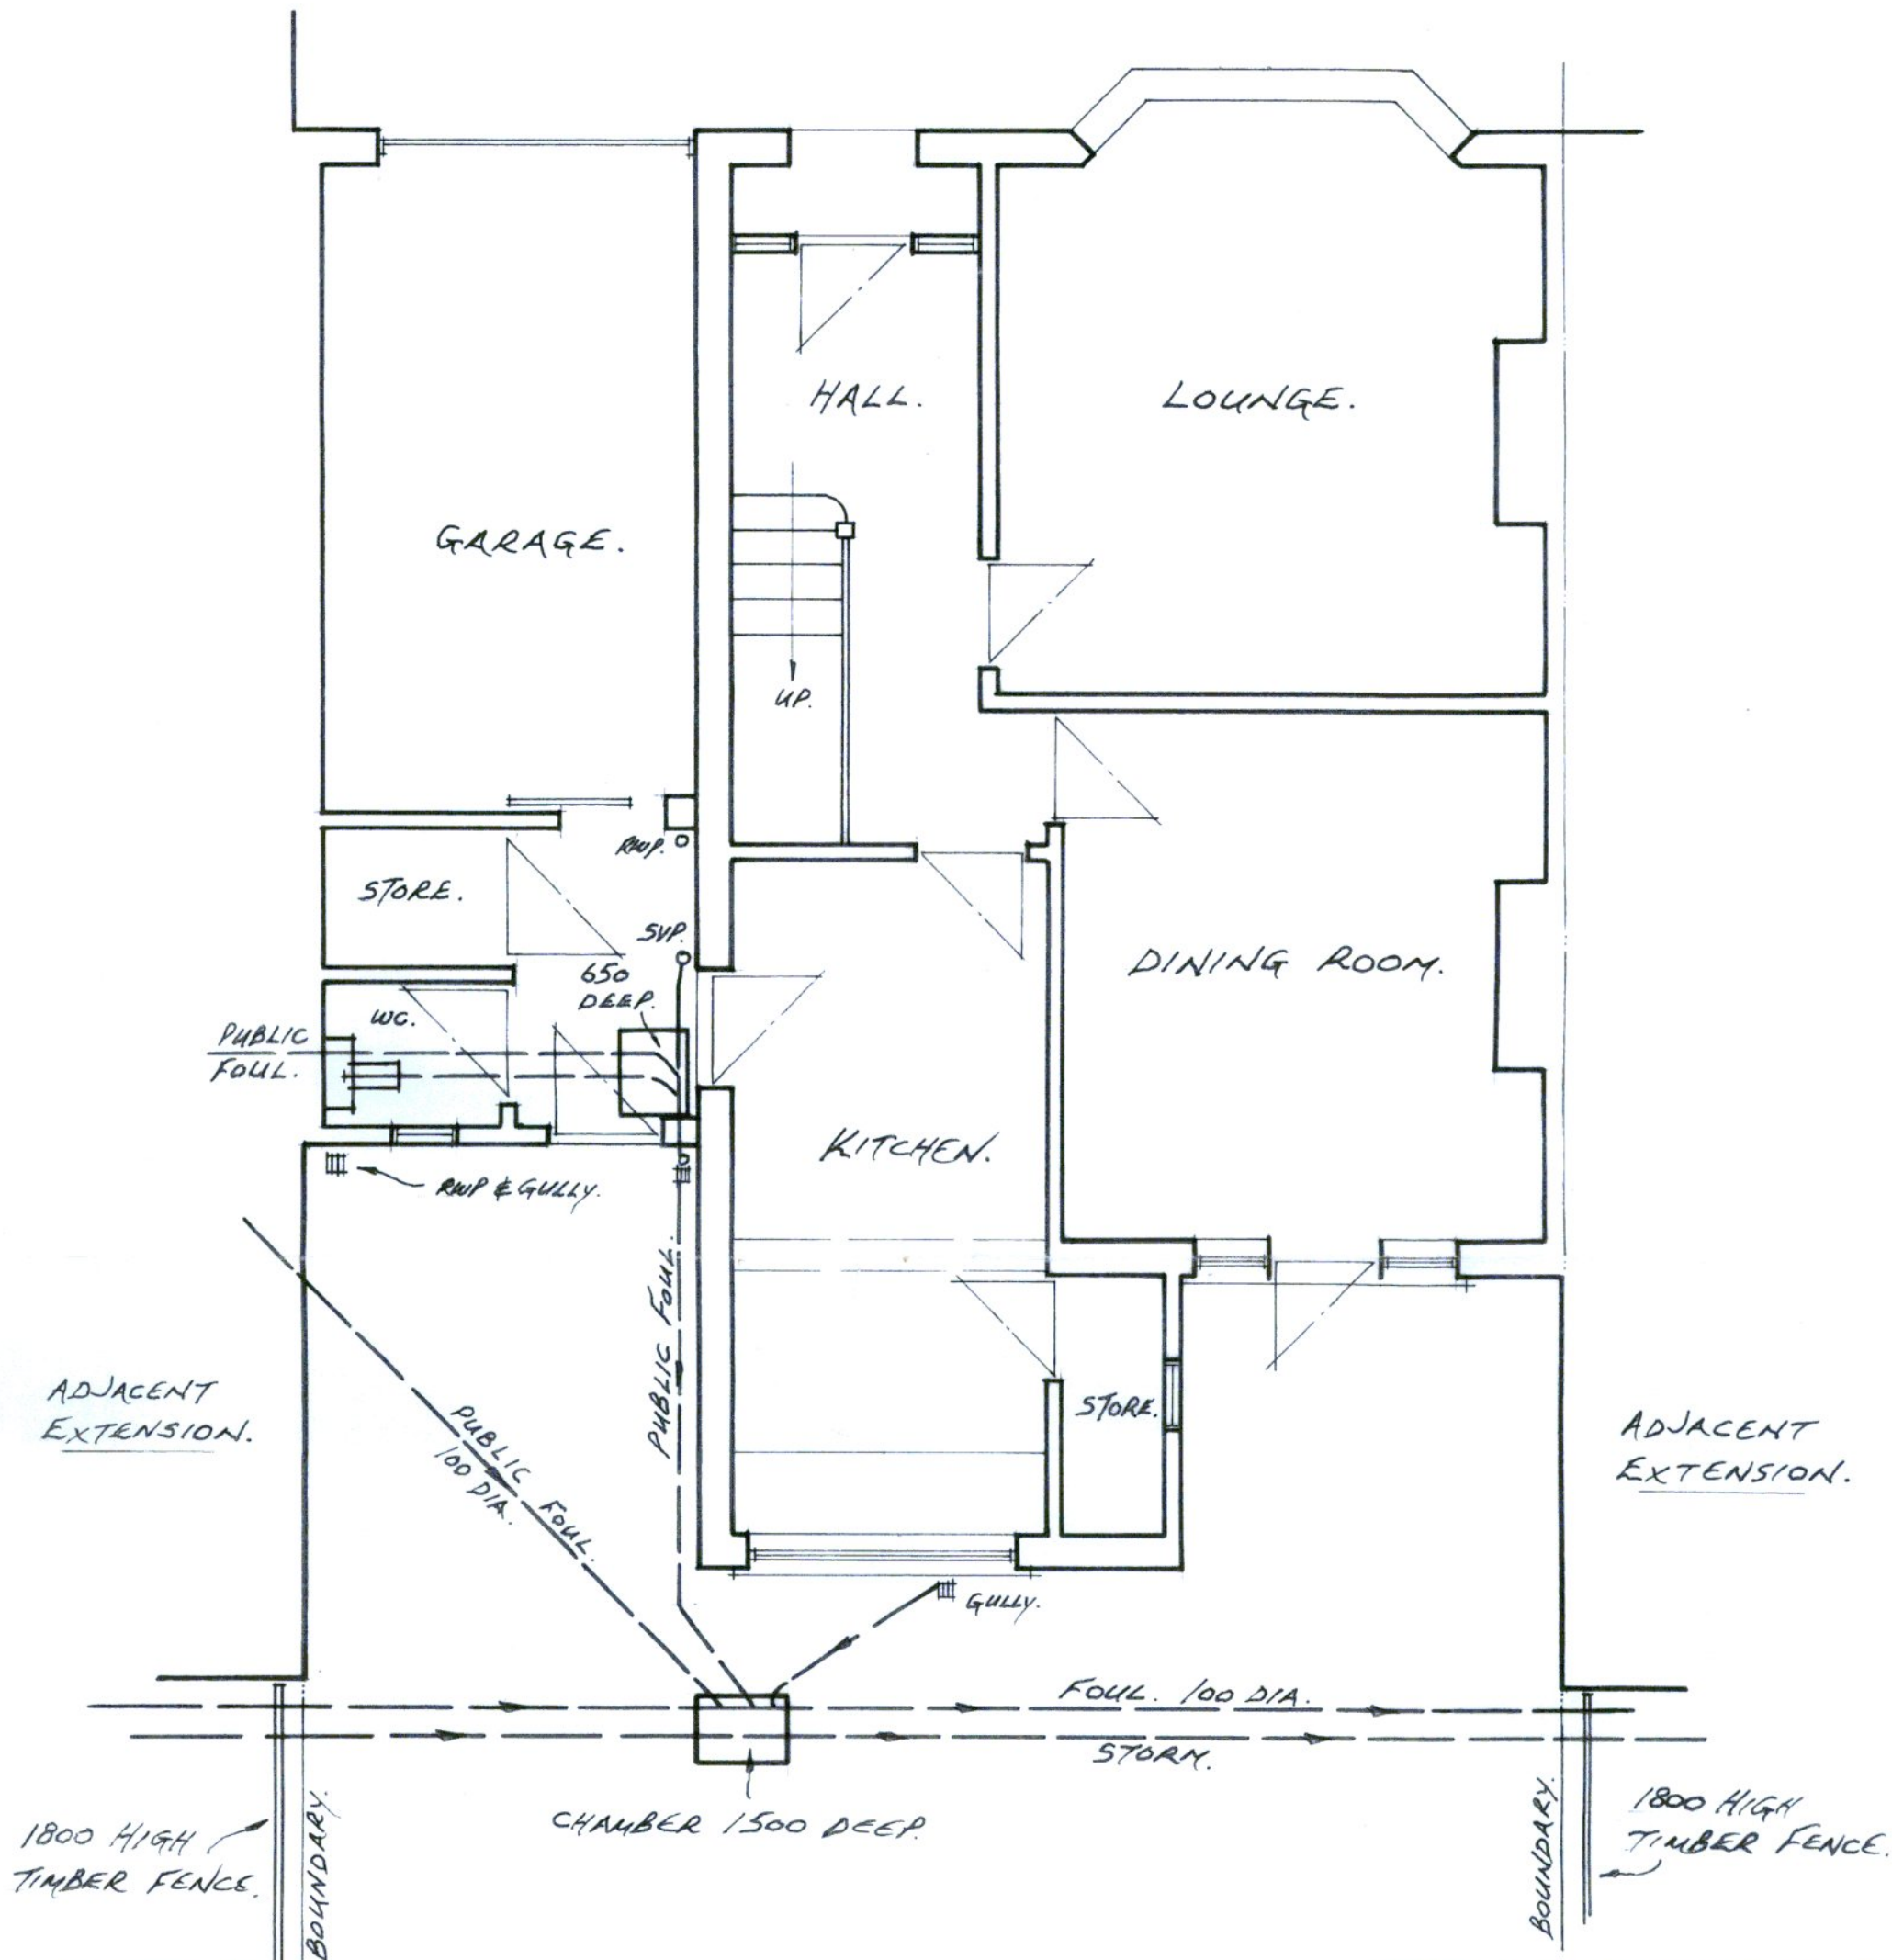 HALL.
LOUNGE.
GARAGE.
UP.
RWP.
STORE.
SVP.
650
DEEP.
DINING ROOM.
WC.
PUBLIC
FOUL.
KITCHEN.
RWP & GULLY.
PUBLIC FOUL.
ADJACENT
EXTENSION.
PUBLIC FOUL.
100 DIA.
STORE.
ADJACENT
EXTENSION.
GULLY.
FOUL. 100 DIA.
STORM.
CHAMBER 1500 DEEP.
1800 HIGH
TIMBER FENCE.
BOUNDARY.
BOUNDARY.
1800 HIGH
TIMBER FENCE.